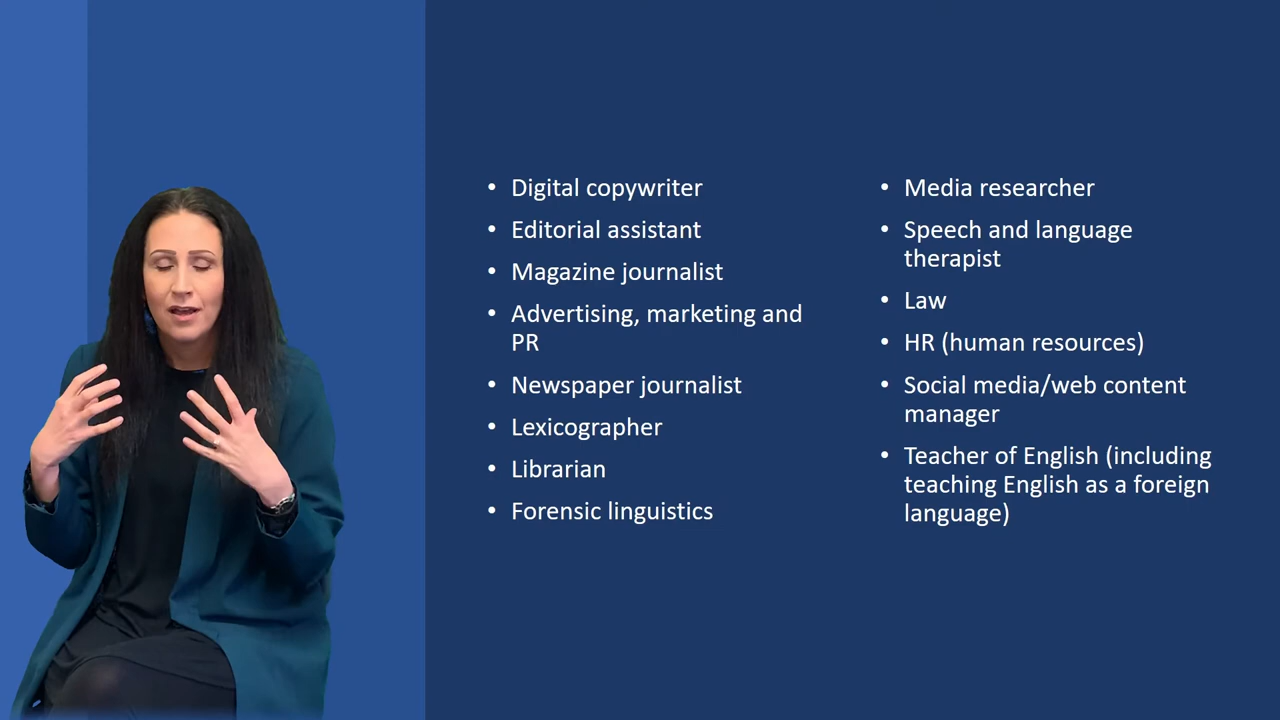 • Digital copywriter
• Editorial assistant
• Magazine journalist
• Advertising, marketing and
PR
• Newspaper journalist
• Lexicographer
• Librarian
• Forensic linguistics
• Media researcher
• Speech and language
therapist
• Law
• HR (human resources)
• Social media/web content
manager
• Teacher of English (including
teaching English as a foreign
language)